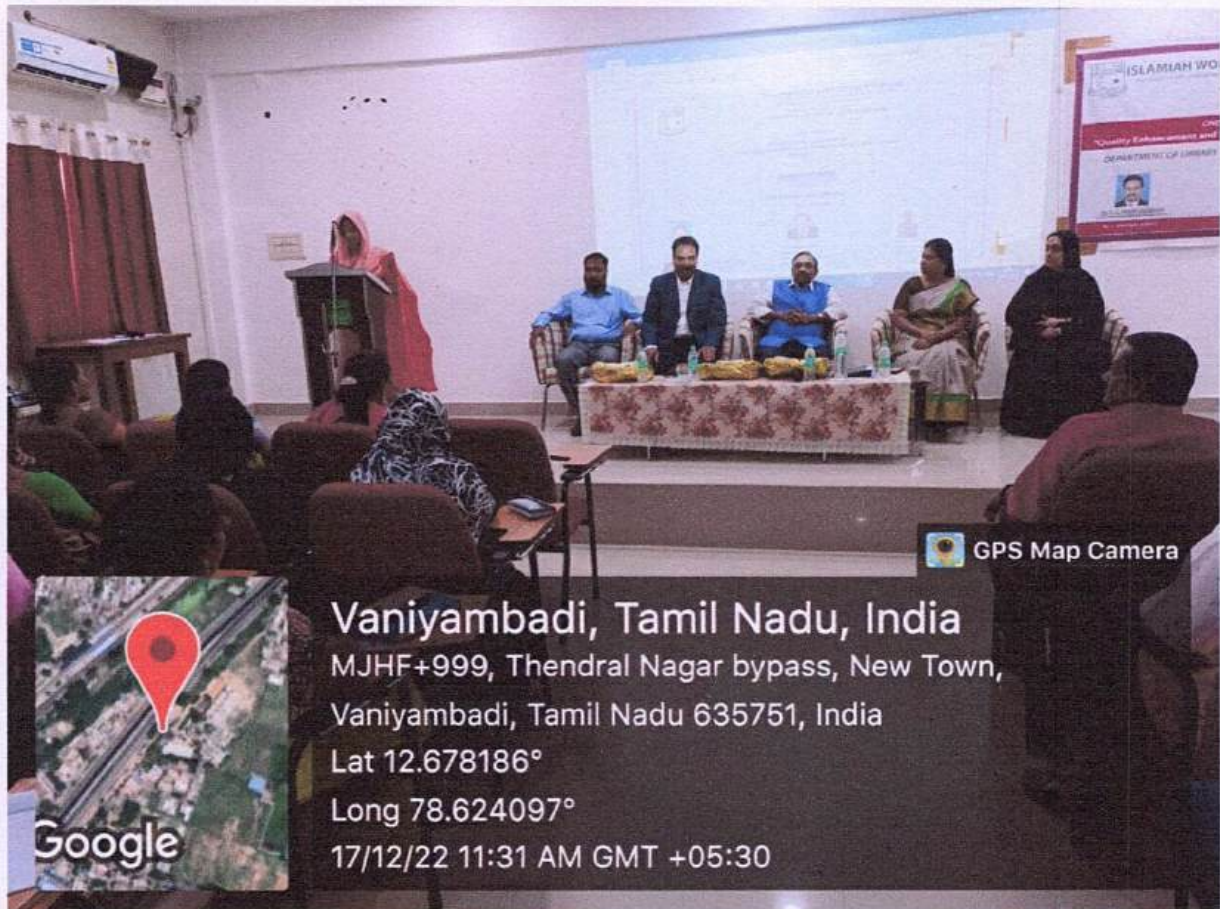 ISLAMIAH WO
"Quality Enhancement and
DEPARTMENT OF LIBRARY
GPS Map Camera
Vaniyambadi, Tamil Nadu, India
MJHF+999, Thendral Nagar bypass, New Town,
Vaniyambadi, Tamil Nadu 635751, India
Lat 12.678186°
Long 78.624097°
17/12/22 11:31 AM GMT +05:30
Google